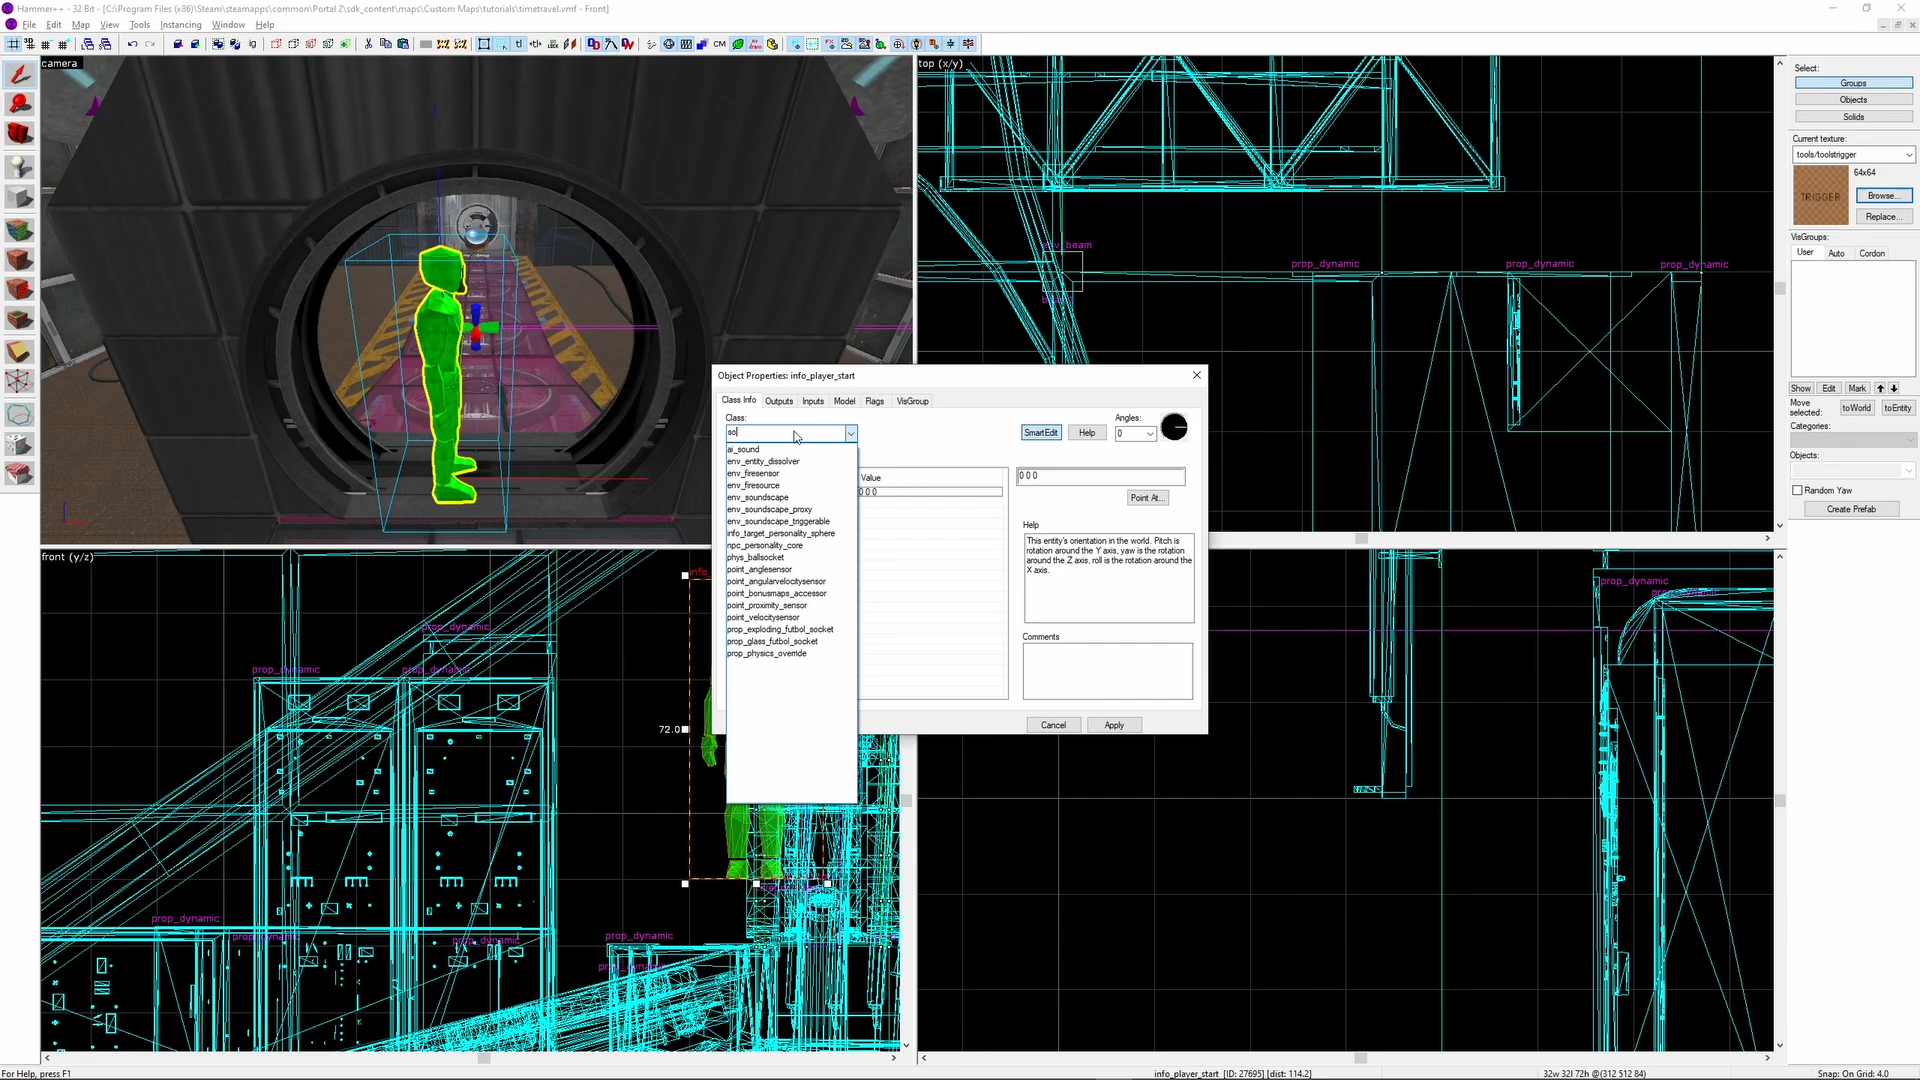 Hammer++ - 32 Bit - [C:\Program Files (x86)\Steam\steamapps\common\Portal 2\sdk_content\maps\Custom Maps\tutorials\timetravel.vmf - Front]
File Edit Map View Tools Instancing Window Help
CM
camera
top (x/y)
env_beam
prop_dynamic
prop_dynamic
prop_dynamic
Select:
Groups
Objects
Solids
Current texture:
tools/toolstrigger
64x64
TRIGGER
Browse...
Replace...
VisGroups:
User Auto Cordon
Show Edit Mark
Move selected:
toWorld toEntity
Categories:
Objects:
Random Yaw
Create Prefab
Object Properties: info_player_start
Class Info Outputs Inputs Model Flags VisGroup
Class:
so
SmartEdit
Help
Angles:
0
ai_sound
env_entity_dissolver
env_firesensor
env_firesource
env_soundscape
env_soundscape_proxy
env_soundscape_triggerable
info_target_personality_sphere
npc_personality_core
phys_ballsocket
point_anglesensor
point_angularvelocitysensor
point_bonusmaps_accessor
point_proximity_sensor
point_velocitysensor
prop_exploding_futbol_socket
prop_glass_futbol_socket
prop_physics_override
Value
0 0 0
0 0 0
Point At...
Help
This entity's orientation in the world. Pitch is
rotation around the Y axis, yaw is the rotation
around the Z axis, roll is the rotation around the
X axis.
Comments
Cancel
Apply
front (y/z)
72.0
prop_dynamic
prop_dynamic
prop_dynamic
prop_dynamic
prop_dynamic
prop_dynamic
prop_dynamic
prop_dynamic
For Help, press F1
info_player_start [ID: 27695] [dist: 114.2]
32w 32l 72h @(312 512 84)
Snap: On Grid: 4.0